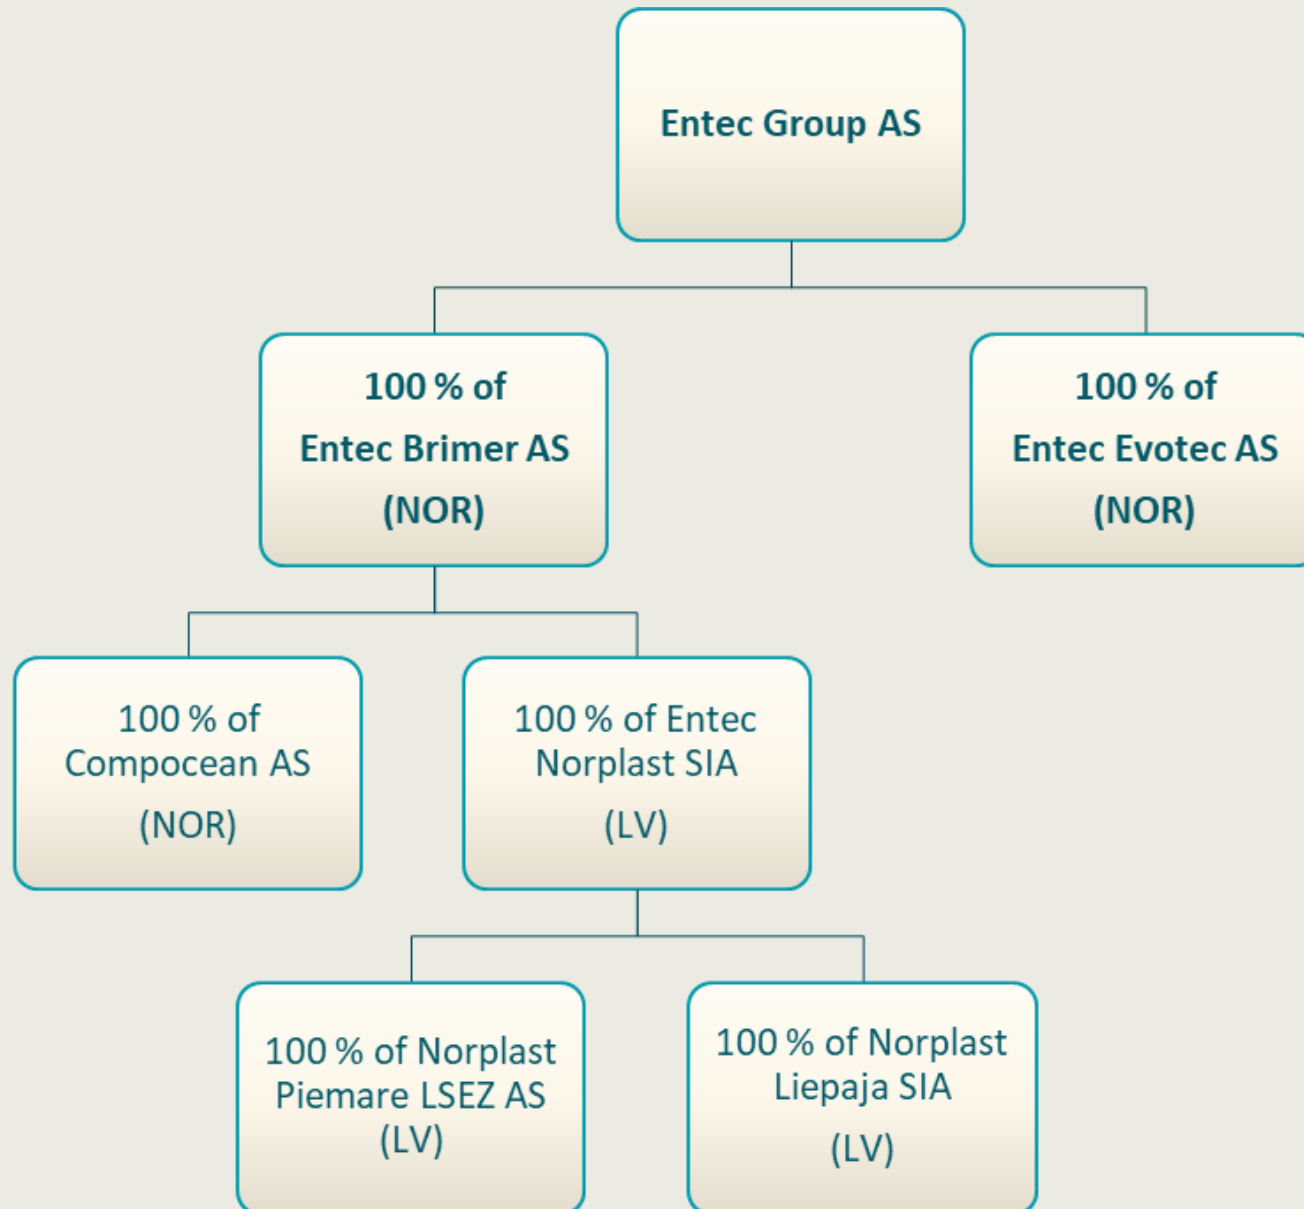 Entec Group AS
100 % of
Entec Brimer AS
(NOR)
100 % of
Entec Evotec AS
(NOR)
100 % of
Compocean AS
(NOR)
100 % of Entec
Norplast SIA
(LV)
100 % of Norplast
Piemare LSEZ AS
(LV)
100 % of Norplast
Liepaja SIA
(LV)